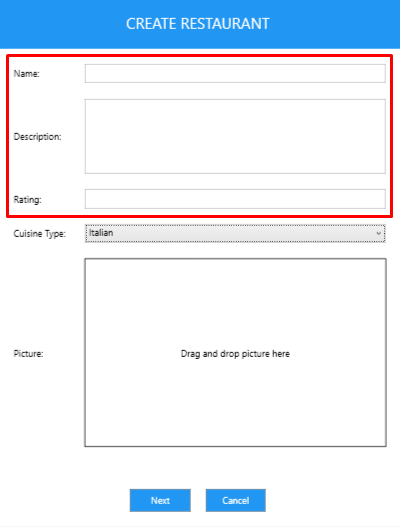 CREATE RESTAURANT
Name:
Description:
Rating:
Cuisine Type: Italian
Picture: Drag and drop picture here
Next Cancel